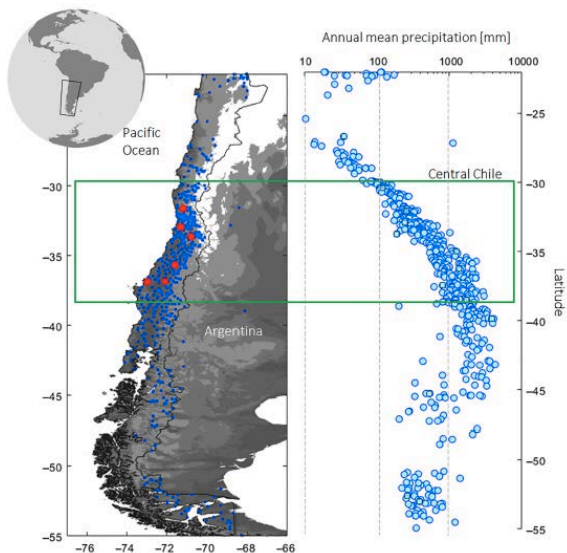 Annual mean precipitation [mm]
10 100 1000 10000
Pacific
Ocean
Central Chile
Argentina
Latitude
−30
−35
−40
−45
−50
−55
−76 −74 −72 −70 −68 −66
−25
−30
−35
−40
−45
−50
−55